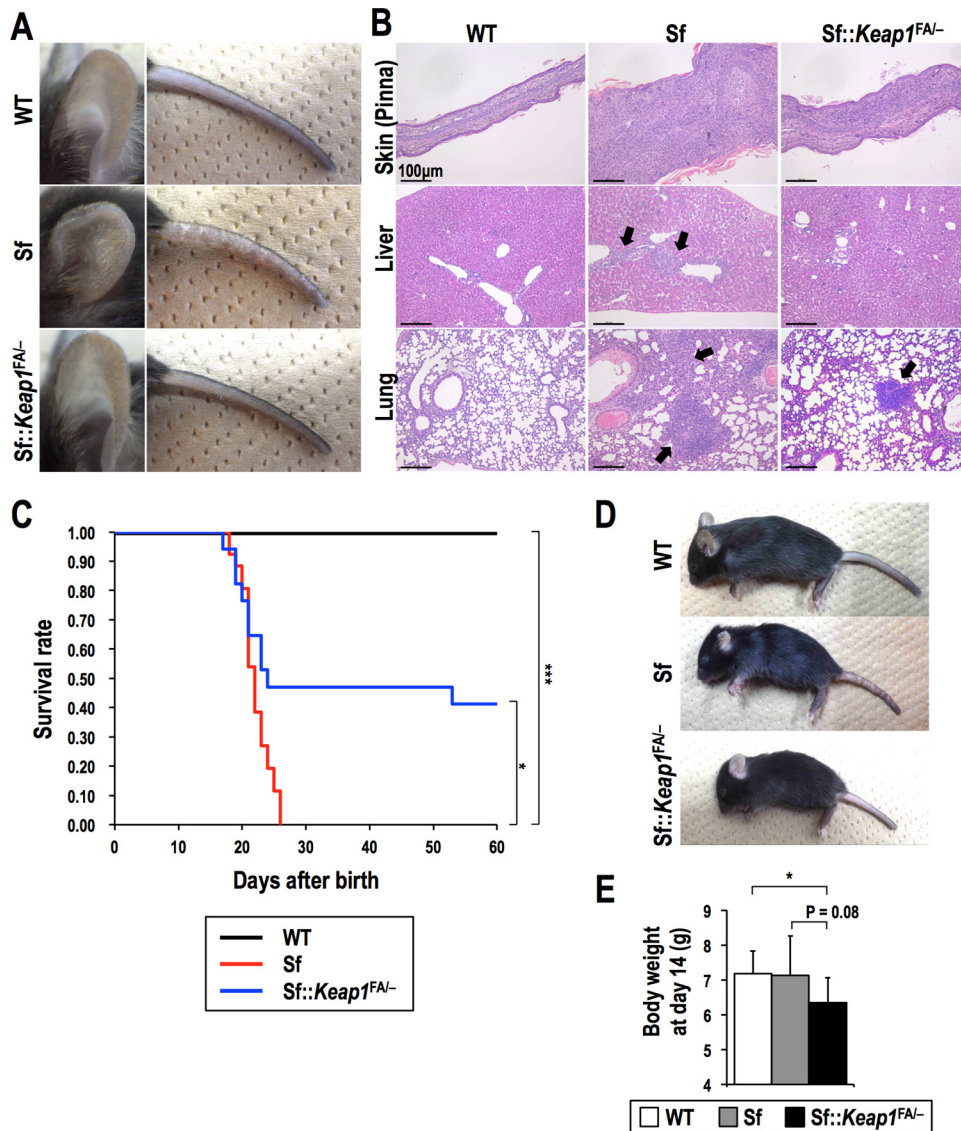 A
WT
Sf
Sf::Keap1FA/–
B
WT
Sf
Sf::Keap1FA/–
Skin (Pinna)
100μm
Liver
Lung
C
Survival rate
1.00
0.90
0.80
0.70
0.60
0.50
0.40
0.30
0.20
0.10
0.00
0
10
20
30
40
50
60
Days after birth
***
*
WT
Sf
Sf::Keap1FA/–
D
WT
Sf
Sf::Keap1FA/–
E
Body weight
at day 14 (g)
*
P = 0.08
9
8
7
6
5
4
WT
Sf
Sf::Keap1FA/–